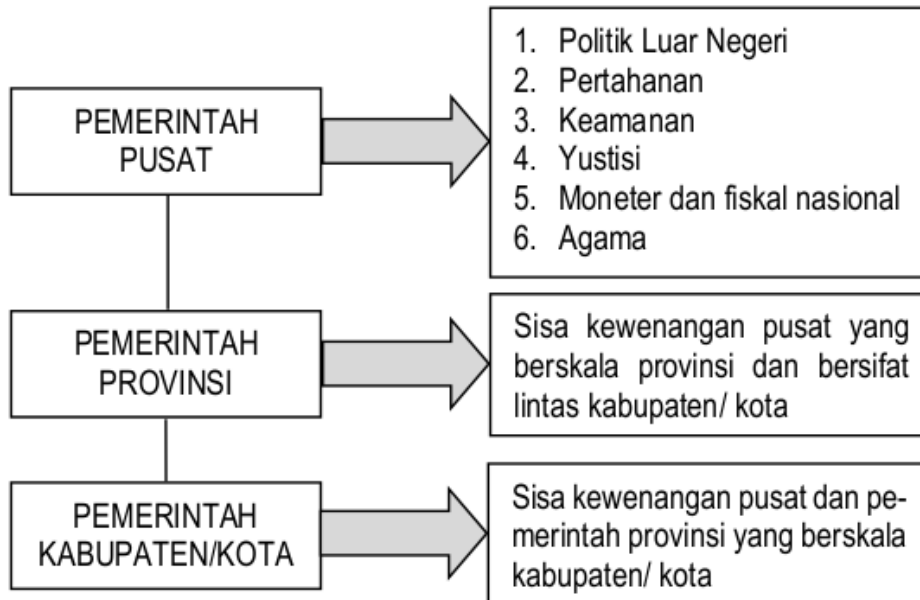 PEMERINTAH
PUSAT
1. Politik Luar Negeri
2. Pertahanan
3. Keamanan
4. Yustisi
5. Moneter dan fiskal nasional
6. Agama
PEMERINTAH
PROVINSI
Sisa kewenangan pusat yang
berskala provinsi dan bersifat
lintas kabupaten/ kota
PEMERINTAH
KABUPATEN/KOTA
Sisa kewenangan pusat dan pe-
merintah provinsi yang berskala
kabupaten/ kota